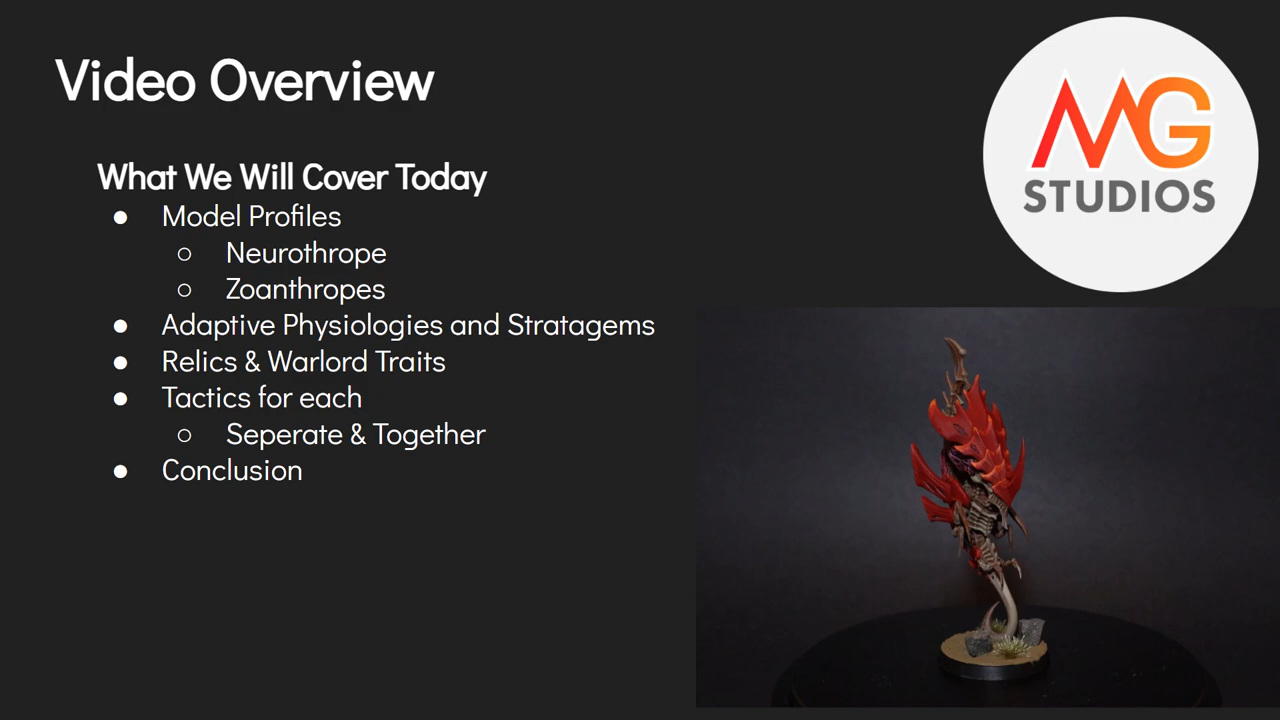 Video Overview
MG
STUDIOS
What We Will Cover Today
● Model Profiles
○ Neurothrope
○ Zoanthropes
● Adaptive Physiologies and Stratagems
● Relics & Warlord Traits
● Tactics for each
○ Seperate & Together
● Conclusion